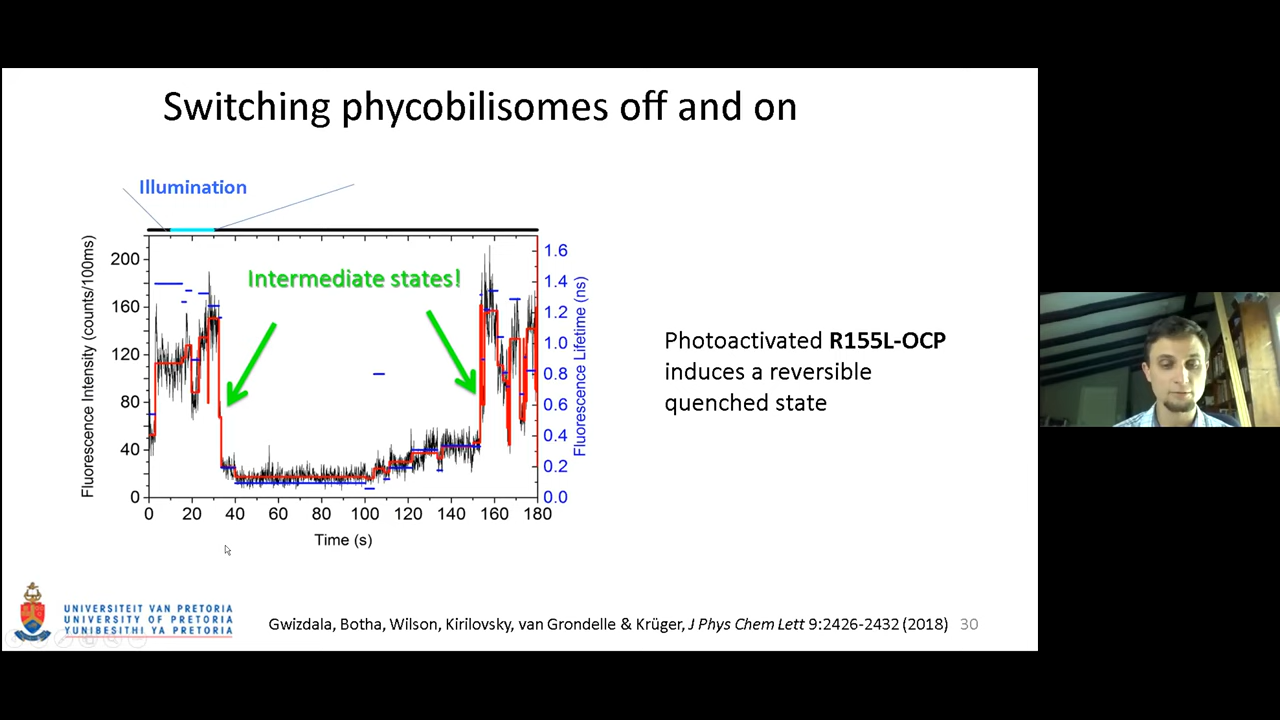 Switching phycobilisomes off and on
Illumination
Intermediate states!
Fluorescence Intensity (counts/100ms)
200
160
120
80
40
0
1.6
1.4
1.2
1.0
0.8
0.6
0.4
0.2
0.0
Fluorescence Lifetime (ns)
0 20 40 60 80 100 120 140 160 180
Time (s)
Photoactivated R155L-OCP
induces a reversible
quenched state
UNIVERSITEIT VAN PRETORIA
UNIVERSITY OF PRETORIA
YUNIBESITHI YA PRETORIA
Gwizdala, Botha, Wilson, Kirilovsky, van Grondelle & Krüger, J Phys Chem Lett 9:2426-2432 (2018) 30